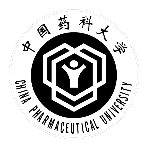 中国药科大学
CHINA PHARMACEUTICAL UNIVERSITY